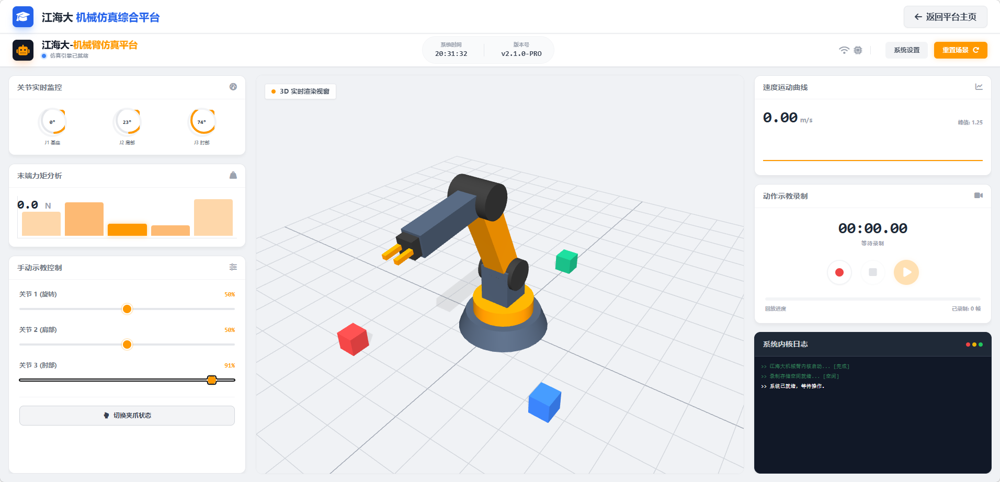 江海大 机械仿真综合平台
返回平台主页
江海大-机械臂仿真平台
仿真引擎已就绪
系统时间
20:31:32
版本号
v2.1.0-PRO
系统设置
重置场景
关节实时监控
0°
23°
74°
J1 基座
J2 肩部
J3 肘部
末端力矩分析
0.0 N
手动示教控制
关节 1 (旋转)
50%
关节 2 (肩部)
50%
关节 3 (肘部)
91%
切换夹爪状态
3D 实时渲染视窗
速度运动曲线
0.00 m/s
峰值: 1.25
动作示教录制
00:00.00
等待录制
回放进度
已录制: 0 帧
系统内核日志
>> 江海大机械臂内核启动... [完成]
>> 录制存储空间就绪... [空闲]
>> 系统已就绪，等待操作.